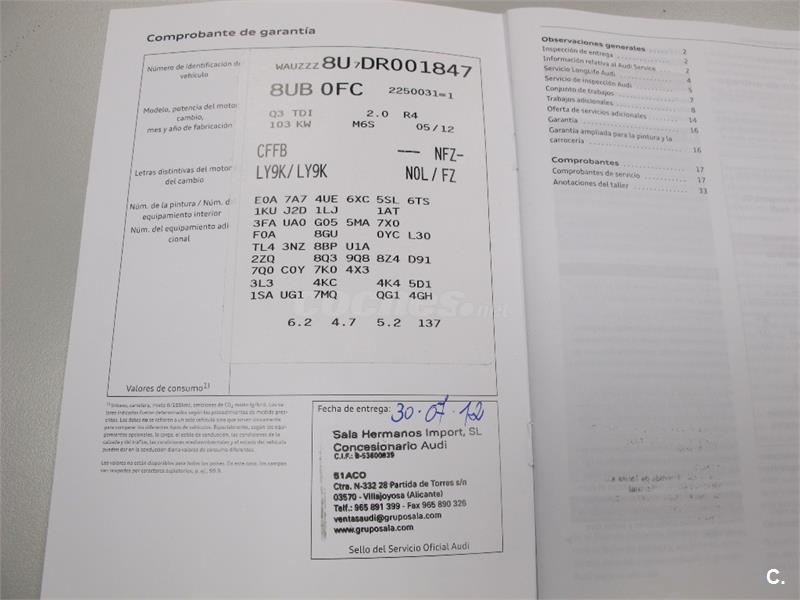 Comprobante de garantía
Número de identificación de
vehículo
WAUZZZ 8U7DR001847
8UB 0FC 2250031=1
Modelo, potencia del motor
cambio,
mes y año de fabricación
Q3 TDI 2.0 R4
103 KW M6S 05/12
CFFB --- NFZ-
Letras distintivas del motor
del cambio
LY9K/LY9K N0L/FZ
Núm. de la pintura / Núm. d
equipamiento interior
Núm. del equipamiento adi
cional
E0A 7A7 4UE 6XC 5SL 6TS
1KU J2D 1LJ 1AT
3FA UA0 G05 5MA 7X0
F0A 8GU 0YC L30
TL4 3NZ 8BP U1A
2ZQ 8Q3 9Q8 8Z4 D91
7Q0 C0Y 7K0 4X3
3L3 4KC 4K4 5D1
1SA UG1 7MQ QG1 4GH
coches.net
6.2 4.7 5.2 137
Valores de consumo1)
Fecha de entrega: 30·07·12
Sala Hermanos Import, SL
Concesionario Audi
C.I.F.: B-53600839
Ctra. N-332 28 Partida de Torres s/n
03570 - Villajoyosa (Alicante)
Telf.: 965 891 399 - Fax 965 890 326
ventasaudi@gruposala.com
www.gruposala.com
Sello del Servicio Oficial Audi
Observaciones generales 2
Inspección de entrega 2
Información relativa al Audi Service 2
Servicio LongLife Audi 4
Servicio de inspección Audi 5
Conjunto de trabajos 7
Trabajos adicionales 8
Oferta de servicios adicionales 14
Garantía 16
Garantía ampliada para la pintura y la
carrocería 16
Comprobantes 17
Comprobantes de servicio 17
Anotaciones del taller 33
C.